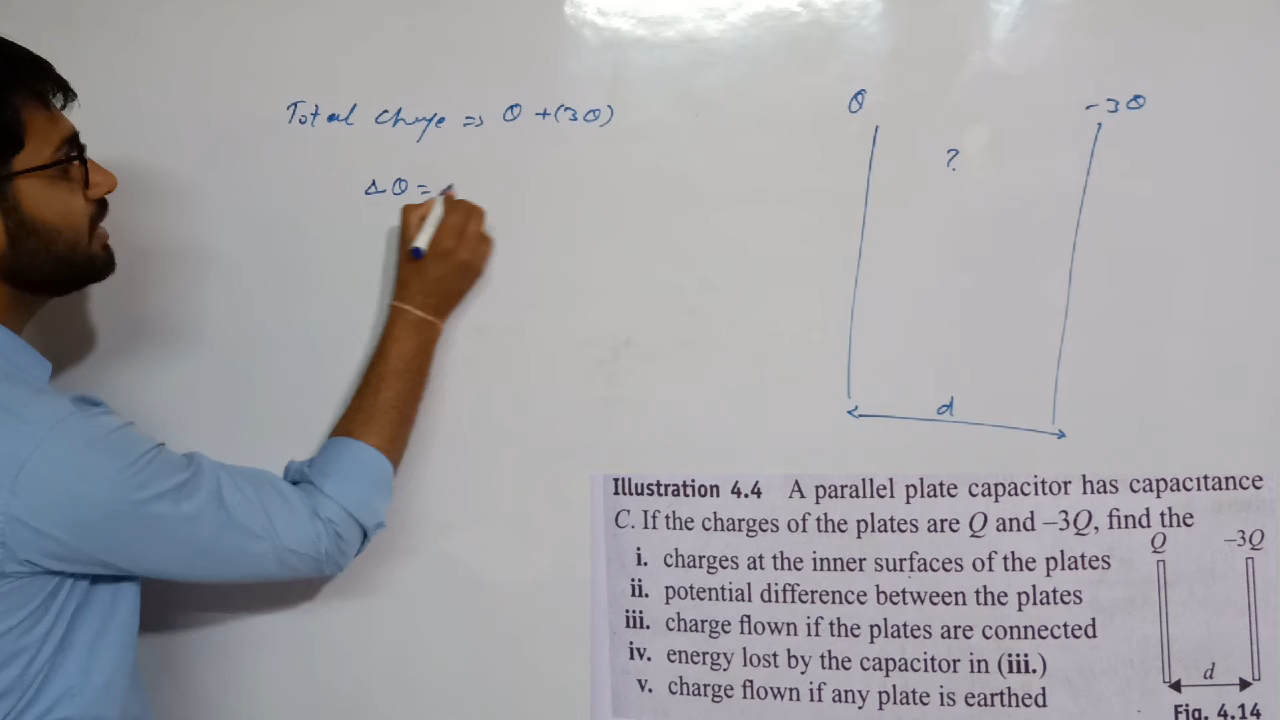 Total charge ⇒ Q +(3Q)
ΔQ =
Q
-3Q
?
d
Illustration 4.4 A parallel plate capacitor has capacitance
C. If the charges of the plates are Q and –3Q, find the
i. charges at the inner surfaces of the plates
ii. potential difference between the plates
iii. charge flown if the plates are connected
iv. energy lost by the capacitor in (iii.)
v. charge flown if any plate is earthed
Q
–3Q
d
Fig. 4.14